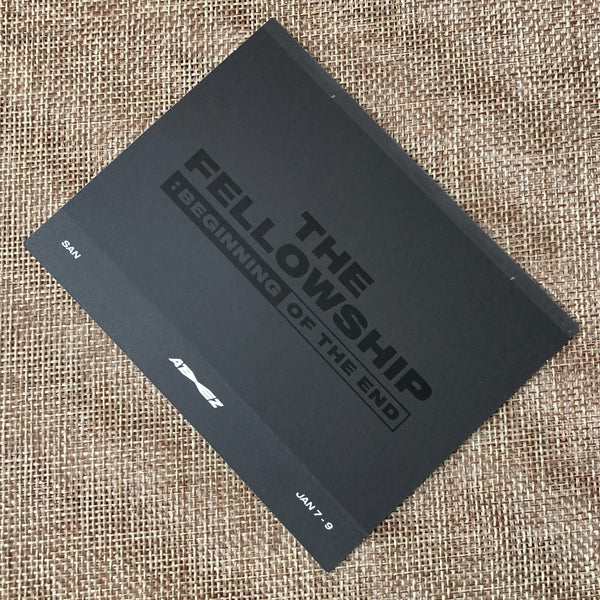 THE
FELLOWSHIP
: BEGINNING OF THE END
SAN
ATEEZ
JAN 7 - 9